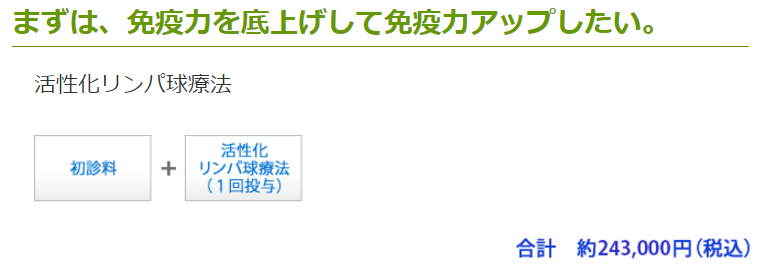 まずは、免疫力を底上げして免疫力アップしたい。
活性化リンパ球療法
初診料
+
活性化
リンパ球療法
（１回投与）
合計　約243,000円（税込）